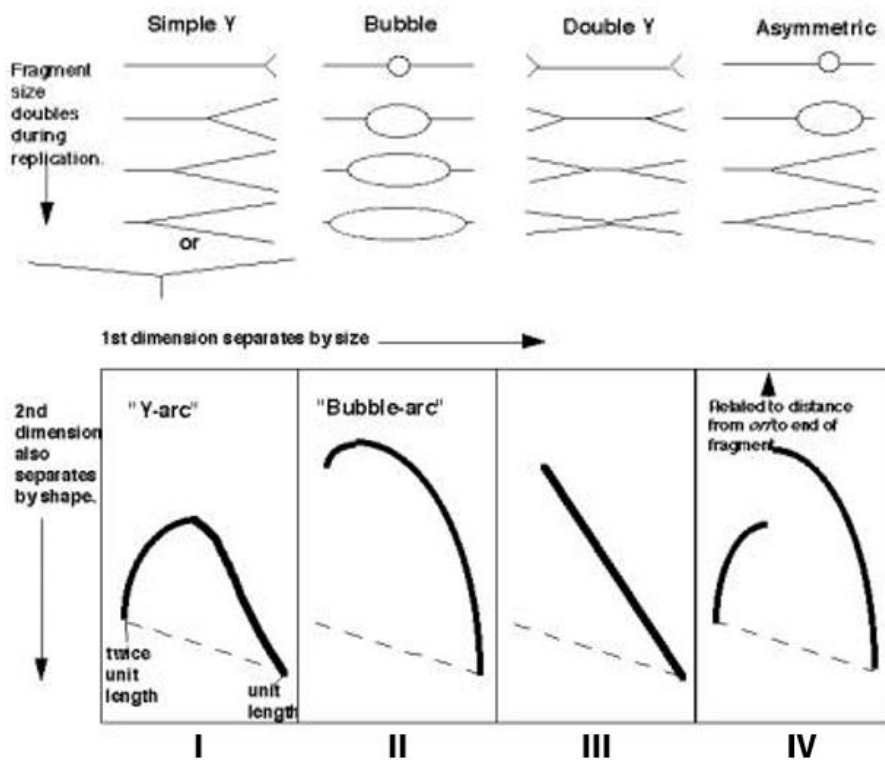 Simple Y
Bubble
Double Y
Asymmetric
Fragment
size
doubles
during
replication.
or
1st dimension separates by size
2nd
dimension
also
separates
by shape.
"Y-arc"
"Bubble-arc"
Related to distance
from ori to end of
fragment
twice
unit
length
unit
length
I
II
III
IV